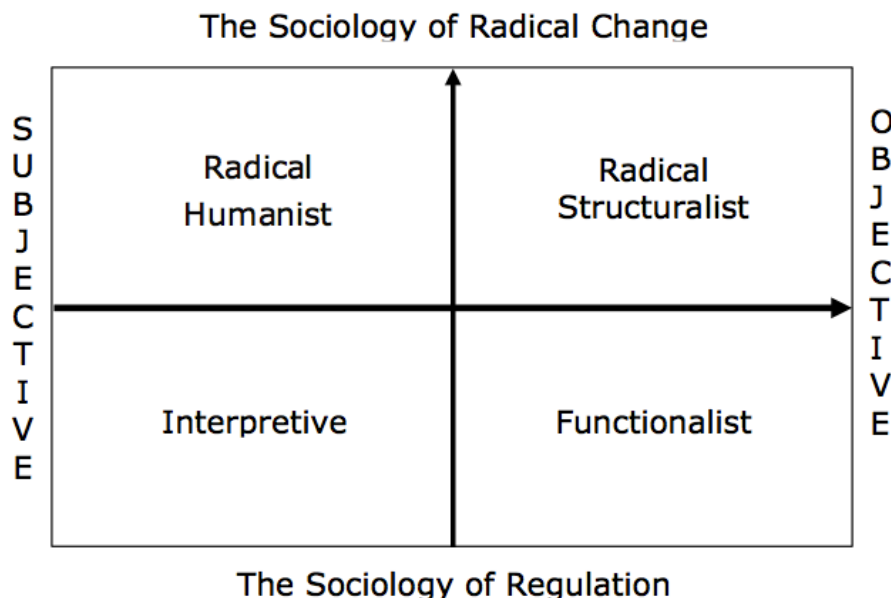 The Sociology of Radical Change
SUBJECTIVE
Radical
Humanist
Radical
Structuralist
OBJECTIVE
Interpretive
Functionalist
The Sociology of Regulation